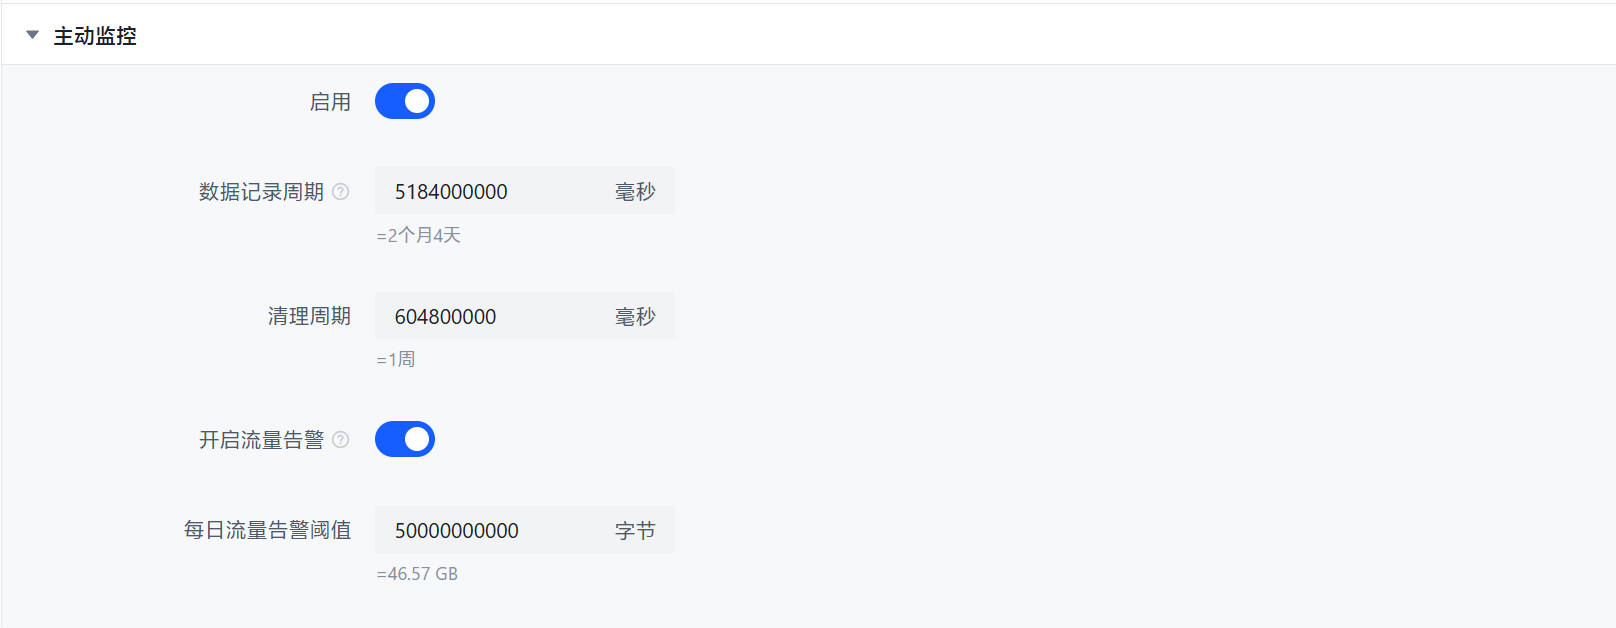 主动监控
启用
数据记录周期 5184000000 毫秒
=2个月4天
清理周期 604800000 毫秒
=1周
开启流量告警
每日流量告警阈值 50000000000 字节
=46.57 GB